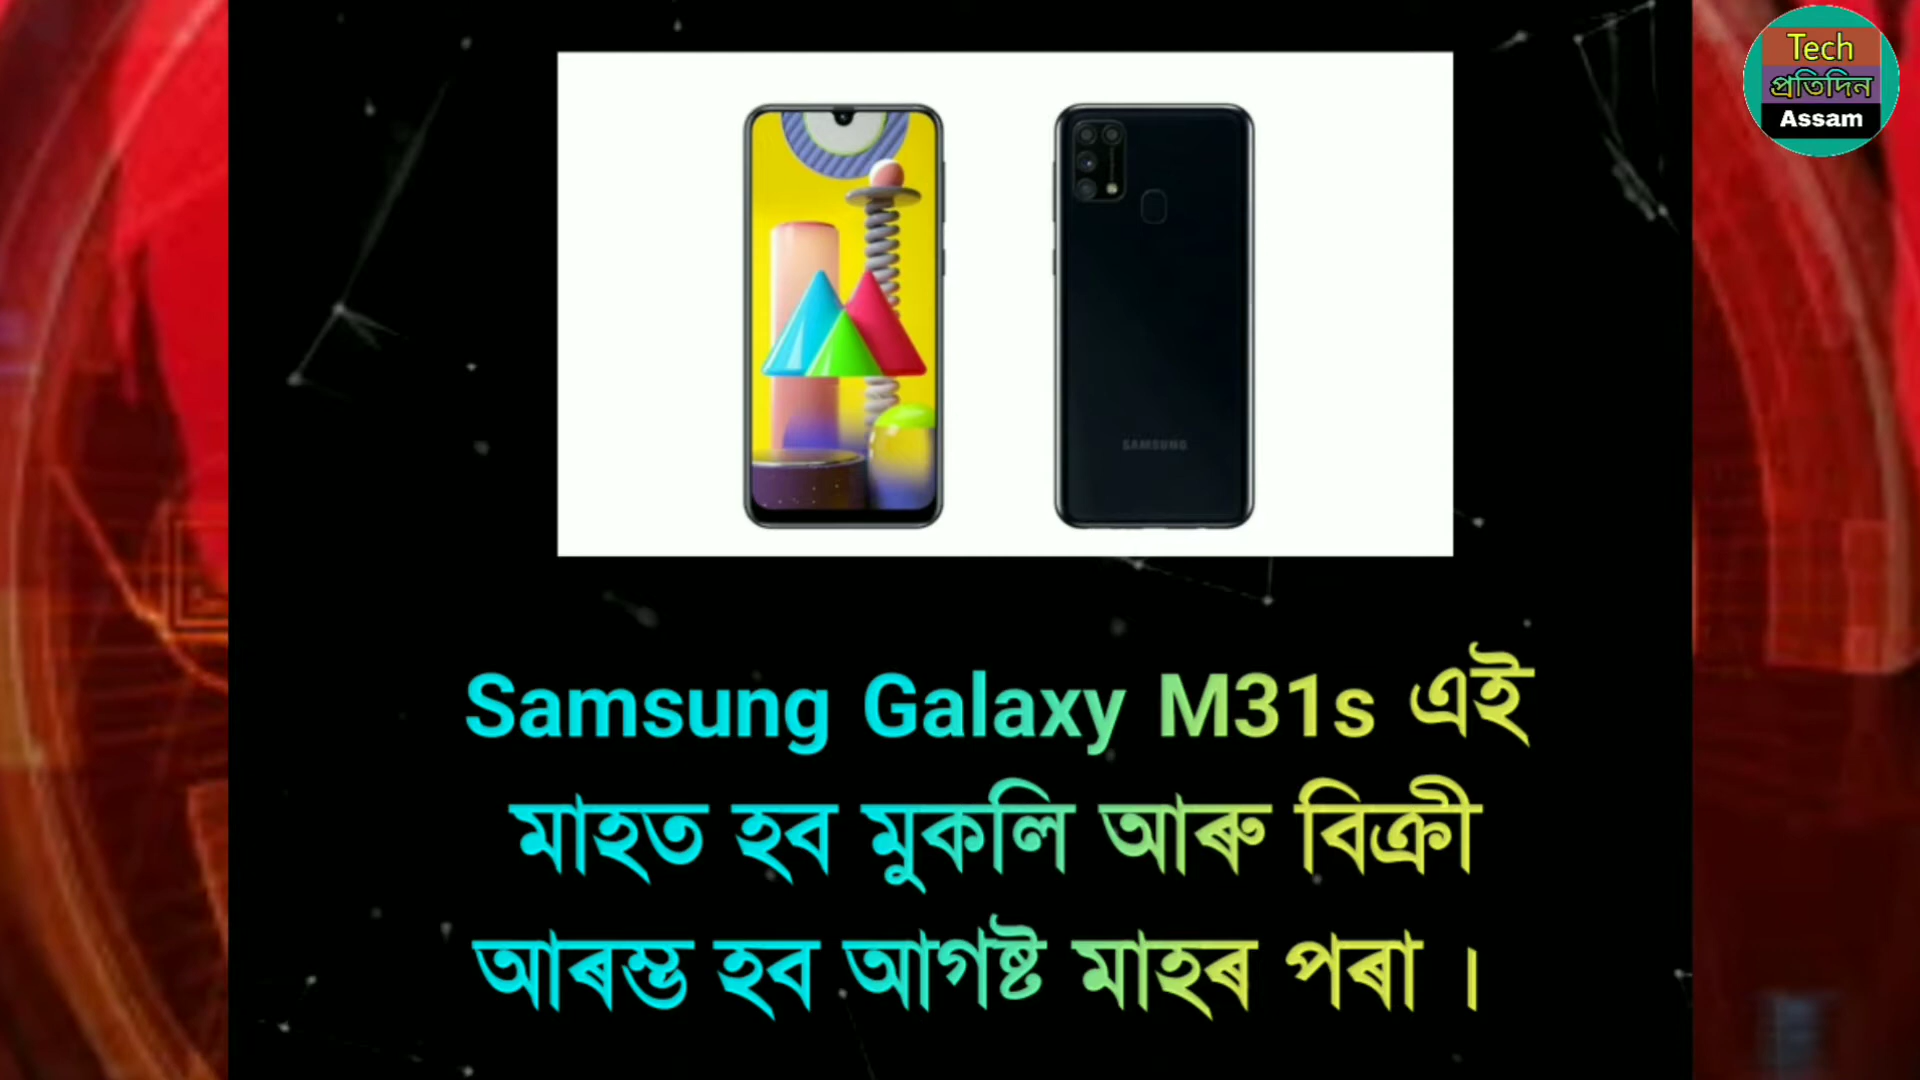 Tech
প্ৰতিদিন
Assam
SAMSUNG
Samsung Galaxy M31s এই
মাহত হব মুকলি আৰু বিক্ৰী
আৰম্ভ হব আগষ্ট মাহৰ পৰা ।